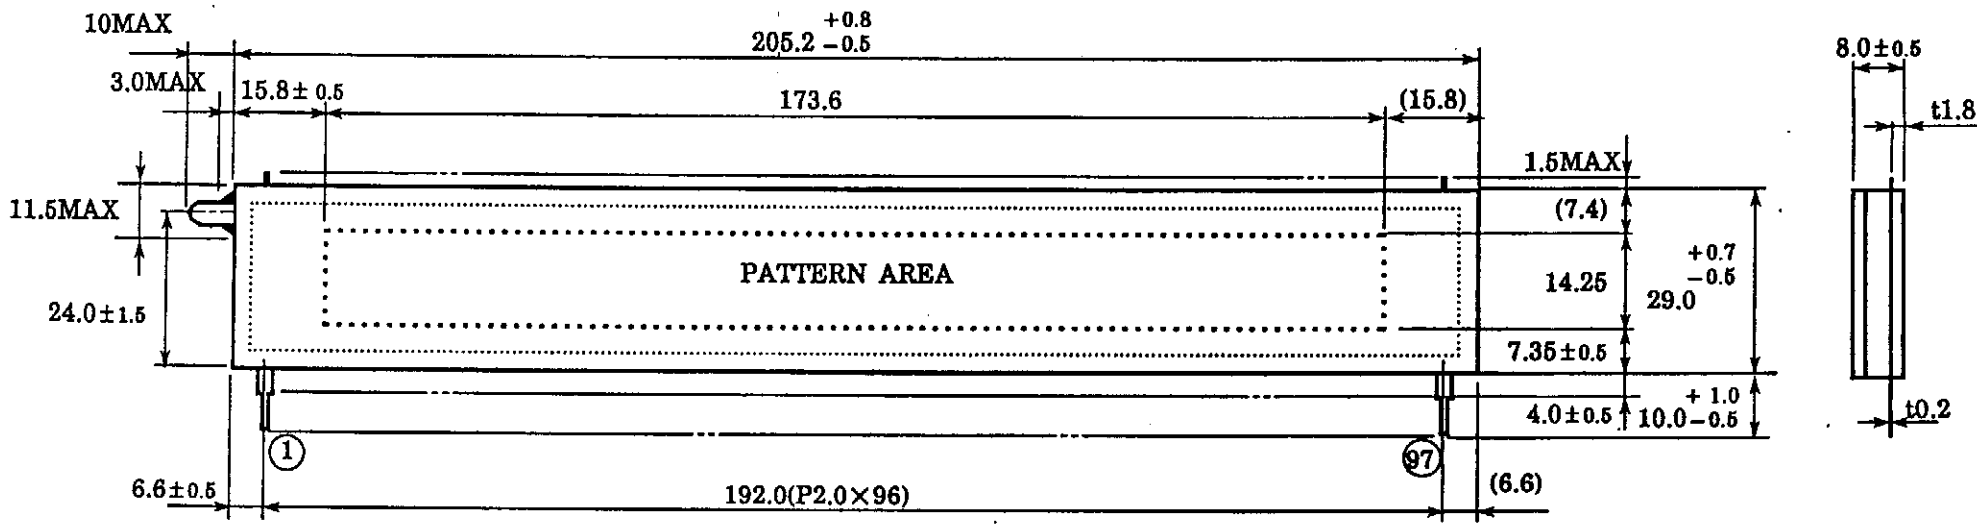 10MAX
205.2 +0.8 −0.5
8.0±0.5
3.0MAX
15.8± 0.5
173.6
(15.8)
t1.8
1.5MAX
11.5MAX
(7.4)
PATTERN AREA
14.25
29.0 +0.7 −0.5
24.0±1.5
7.35±0.5
4.0±0.5
10.0 + 1.0 −0.5
t0.2
1
97
6.6±0.5
192.0(P2.0×96)
(6.6)